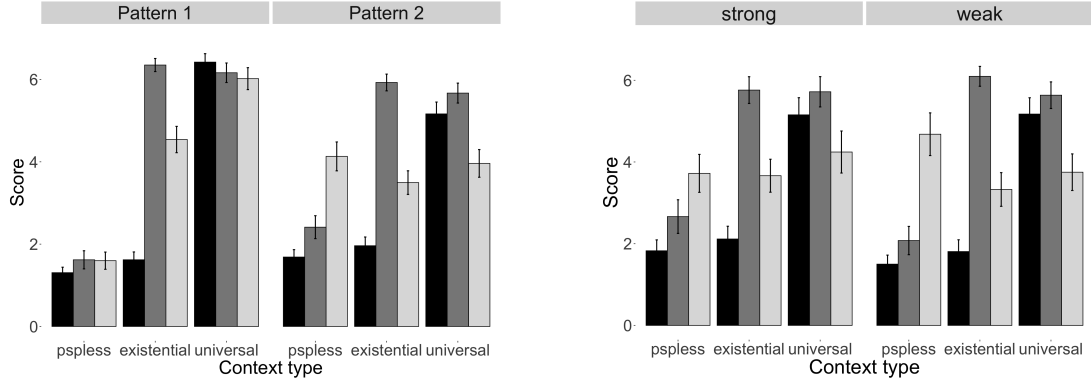 Pattern 1
Pattern 2
Score
6
4
2
0
pspless existential universal
pspless existential universal
Context type
strong
weak
Score
6
4
2
0
pspless existential universal
pspless existential universal
Context type